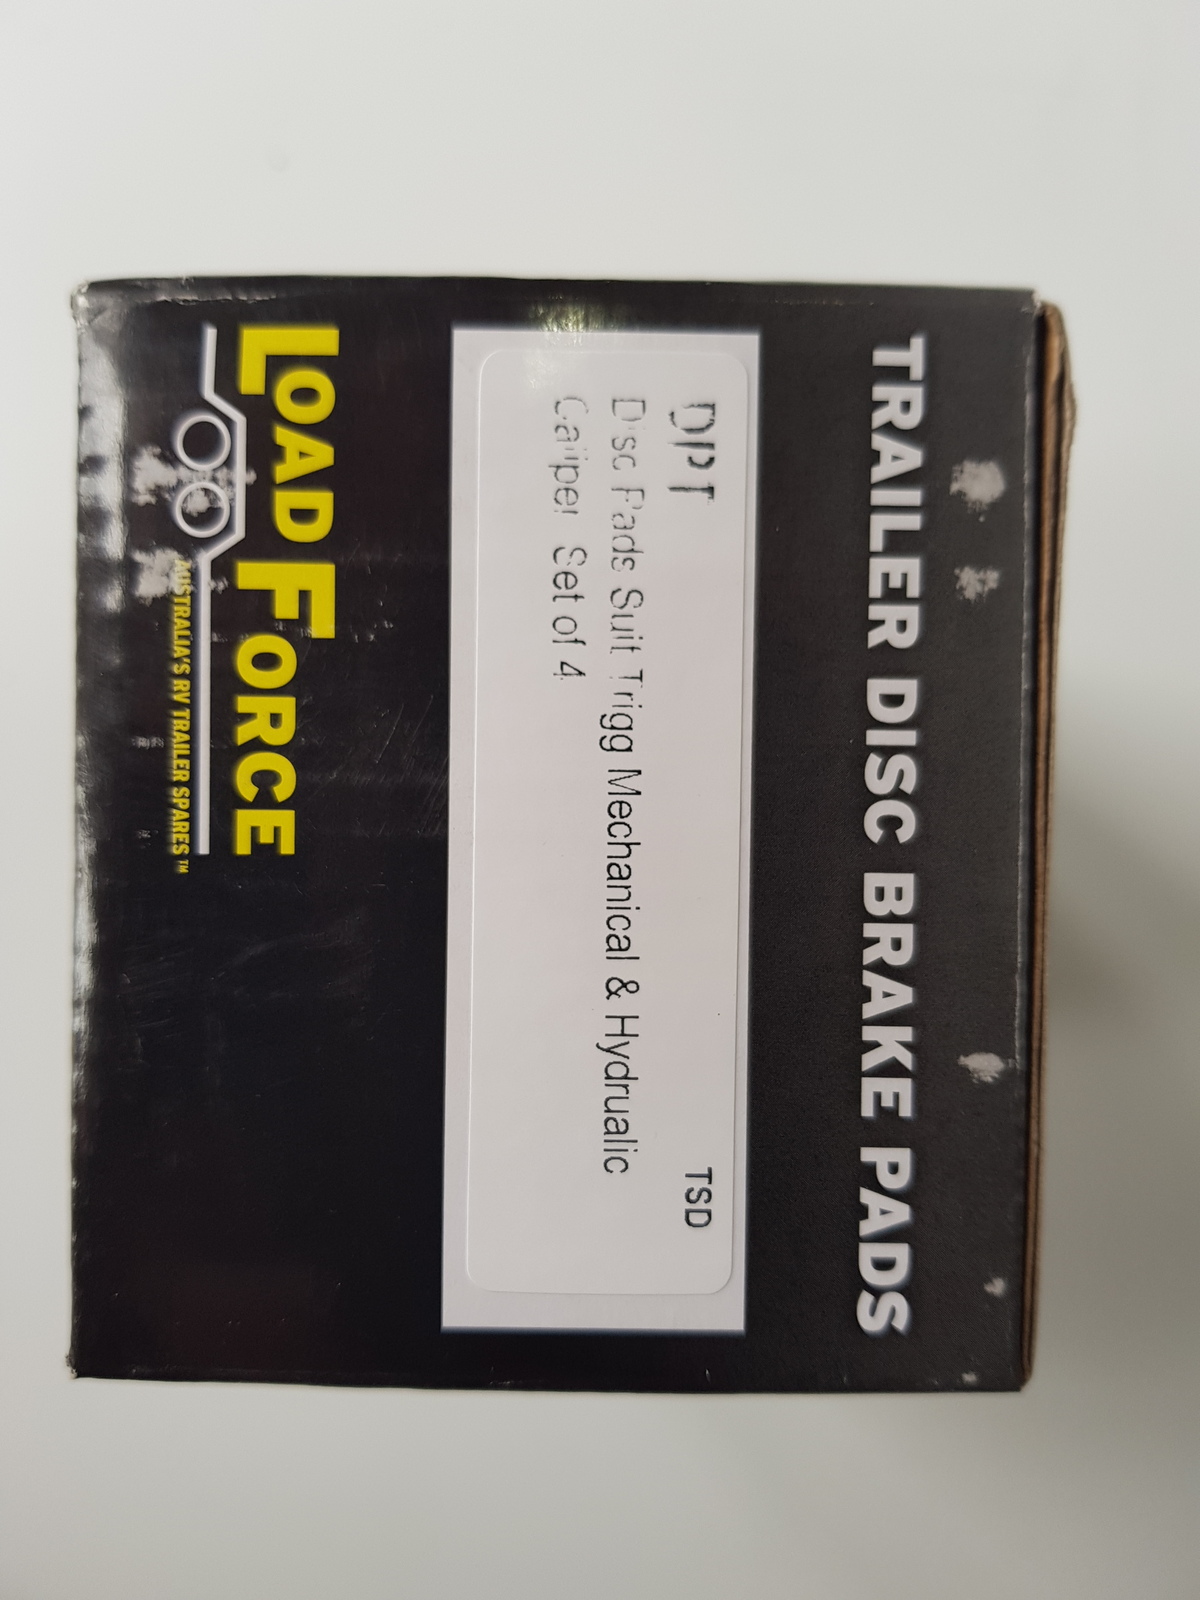 TRAILER DISC BRAKE PADS
DPT
TSD
Disc Pads Suit Trigg Mechanical & Hydrualic
Caliper Set of 4
LOAD FORCE
AUSTRALIA'S RV TRAILER SPARES™